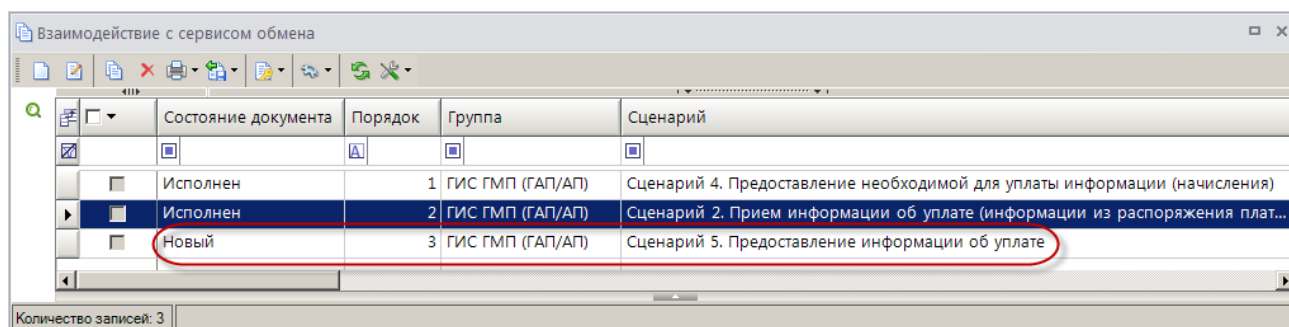 Взаимодействие с сервисом обмена
Состояние документа Порядок Группа Сценарий
Исполнен 1 ГИС ГМП (ГАП/АП) Сценарий 4. Предоставление необходимой для уплаты информации (начисления)
Исполнен 2 ГИС ГМП (ГАП/АП) Сценарий 2. Прием информации об уплате (информации из распоряжения плат...
Новый 3 ГИС ГМП (ГАП/АП) Сценарий 5. Предоставление информации об уплате
Количество записей: 3